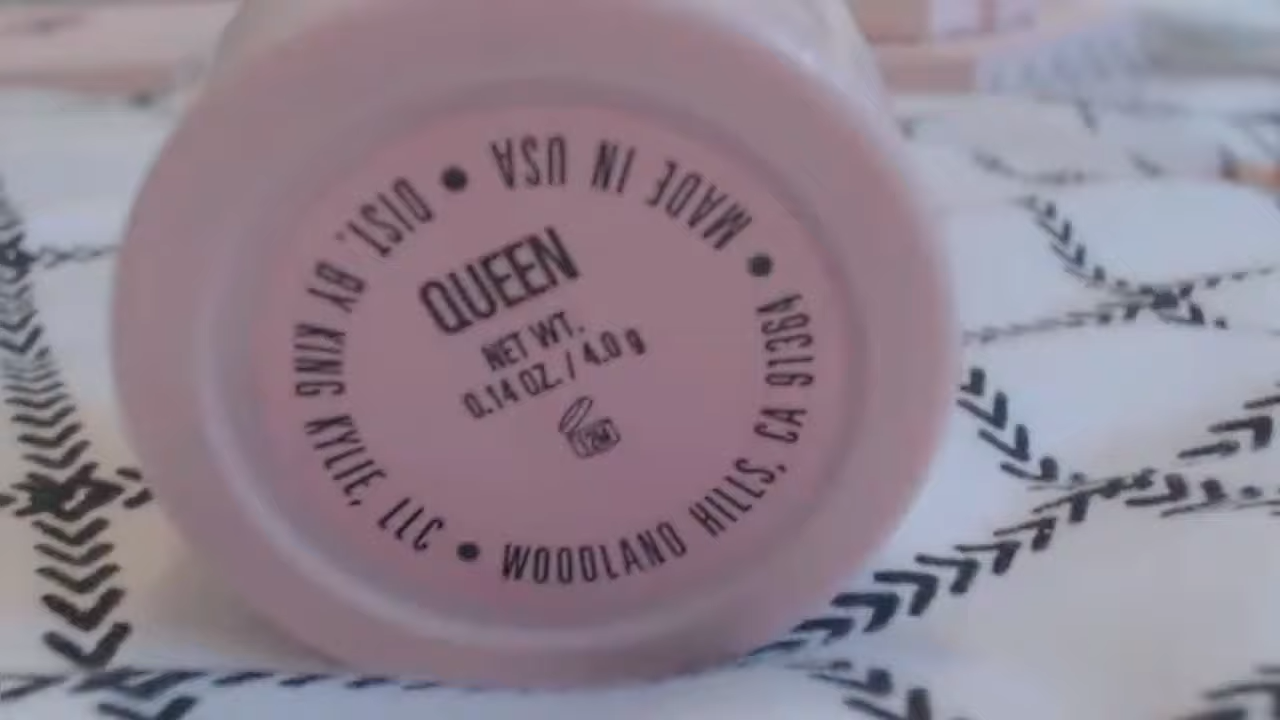 QUEEN
NET WT.
0.14 OZ. / 4.0 g
12M
DIST. BY KING KYLIE, LLC • WOODLAND HILLS, CA 91364 • MADE IN USA •